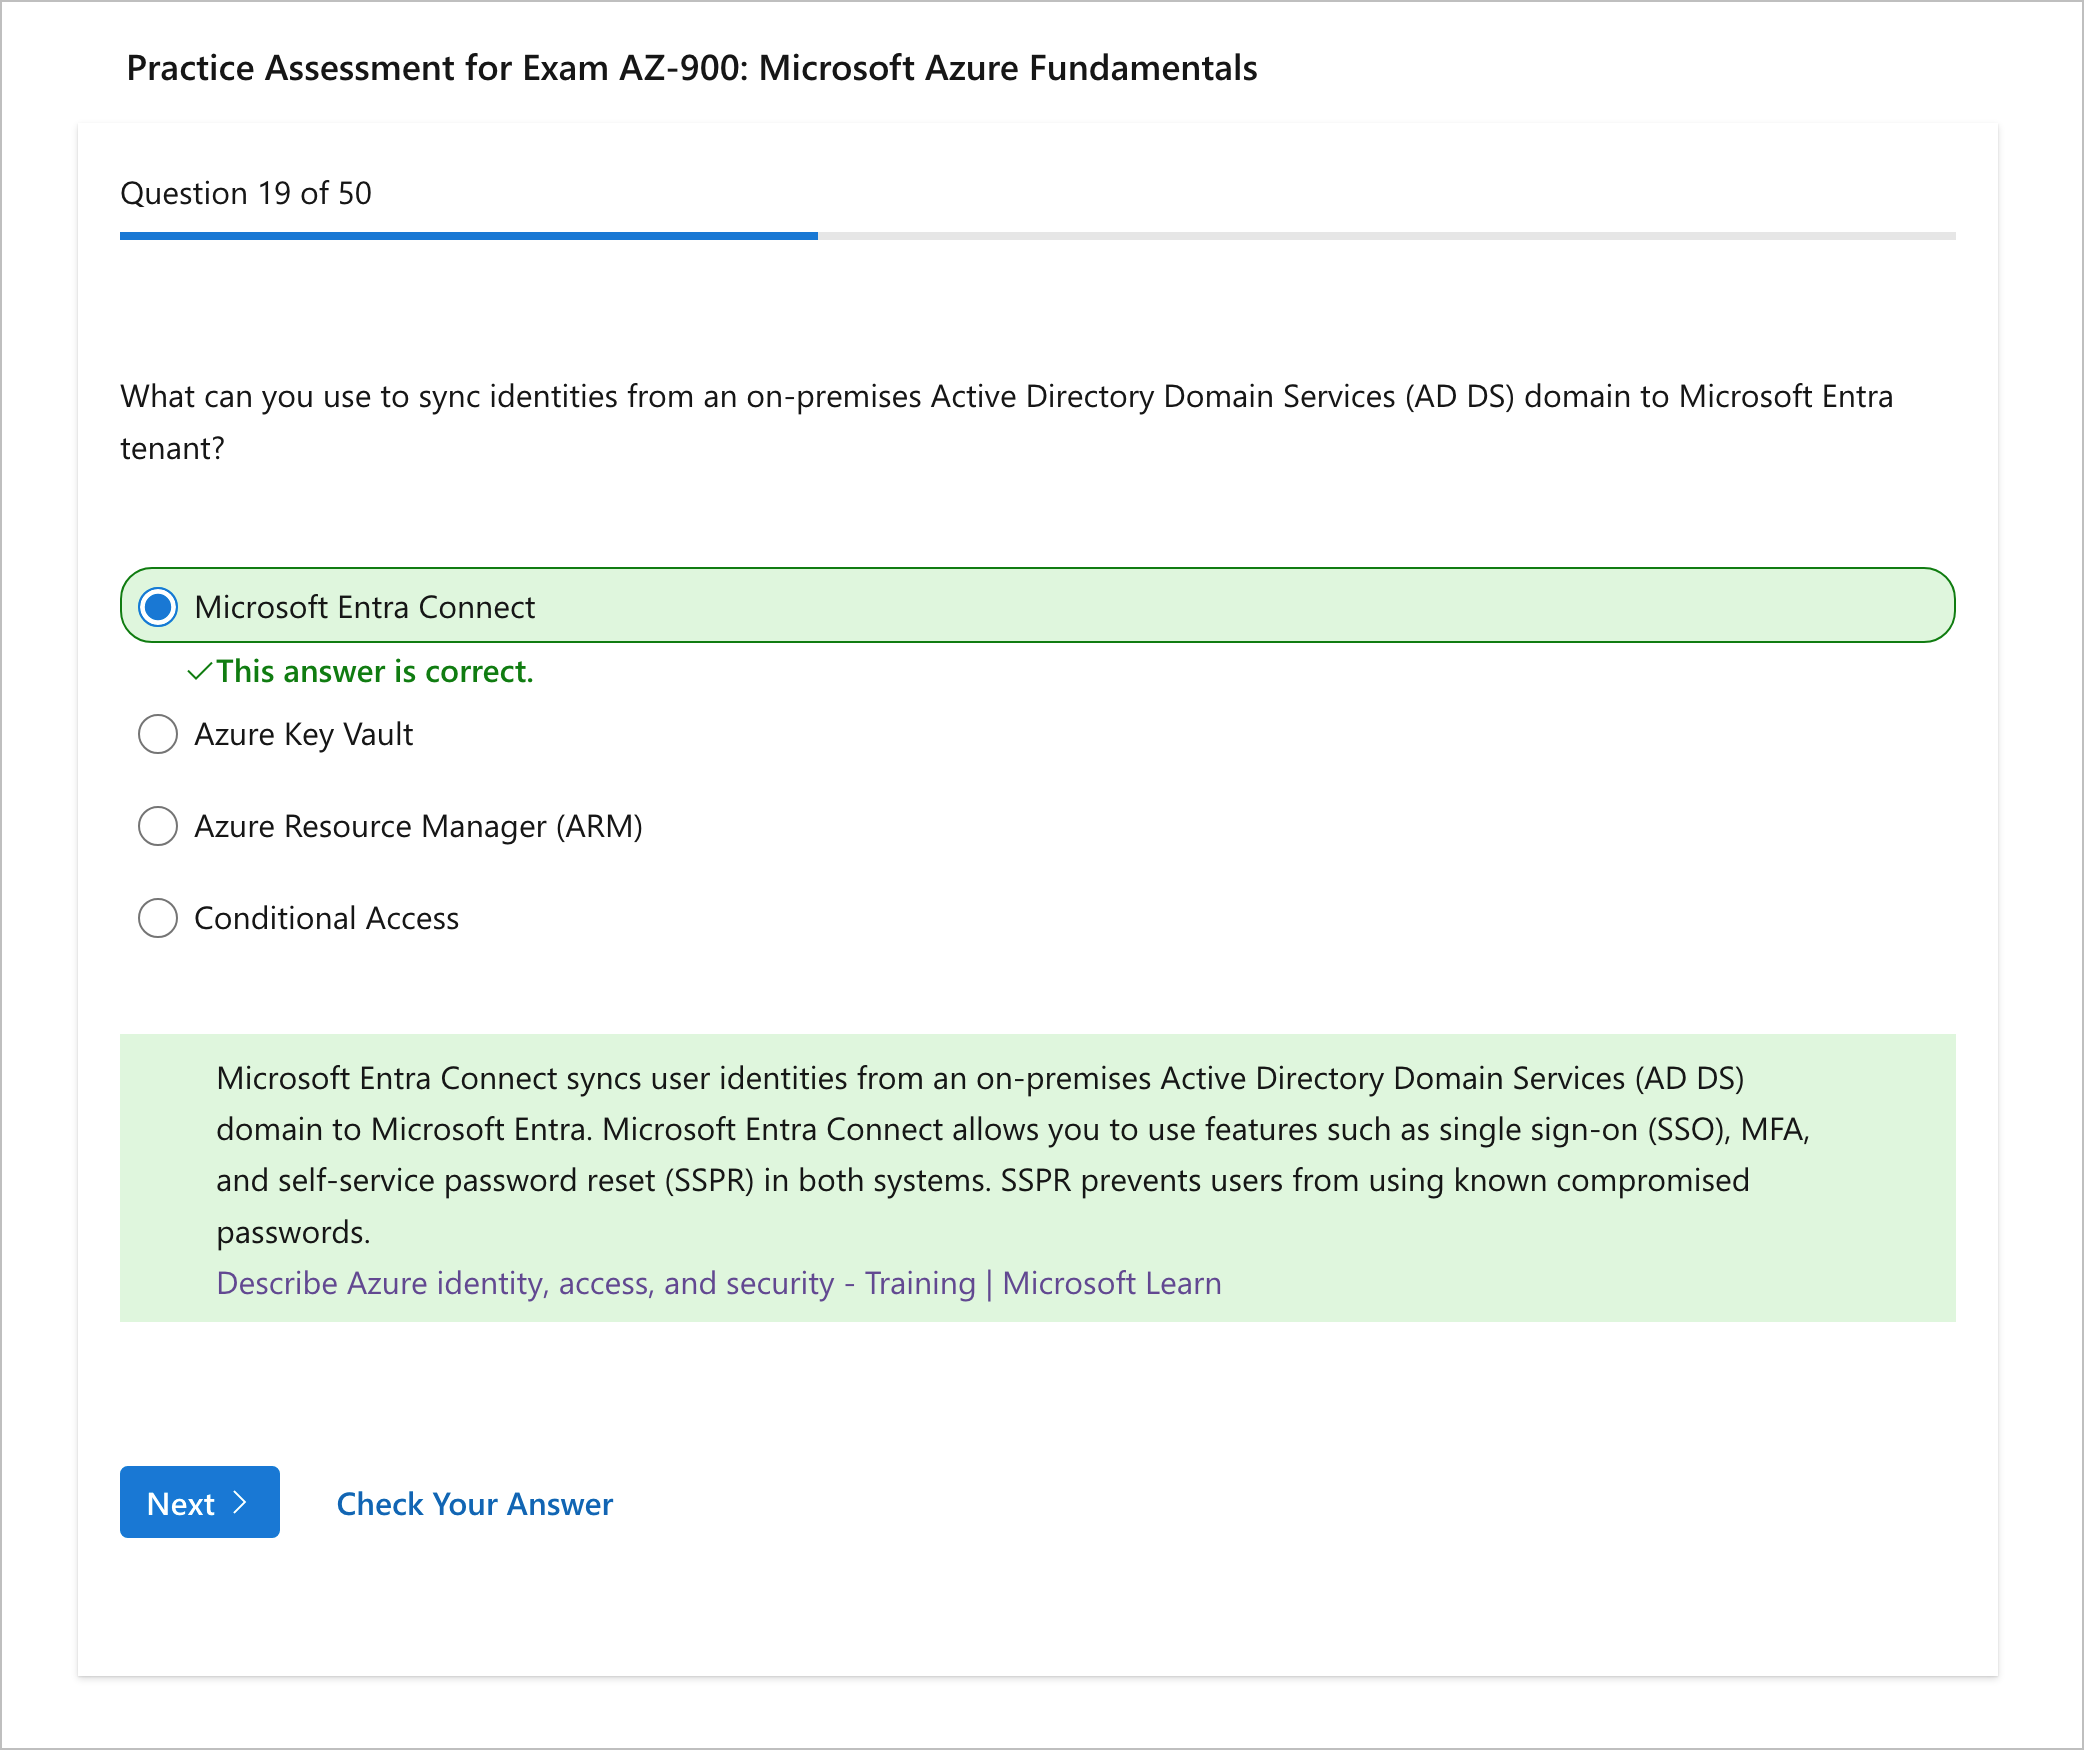 Practice Assessment for Exam AZ-900: Microsoft Azure Fundamentals
Question 19 of 50
What can you use to sync identities from an on-premises Active Directory Domain Services (AD DS) domain to Microsoft Entra
tenant?
Microsoft Entra Connect
This answer is correct.
Azure Key Vault
Azure Resource Manager (ARM)
Conditional Access
Microsoft Entra Connect syncs user identities from an on-premises Active Directory Domain Services (AD DS)
domain to Microsoft Entra. Microsoft Entra Connect allows you to use features such as single sign-on (SSO), MFA,
and self-service password reset (SSPR) in both systems. SSPR prevents users from using known compromised
passwords.
Describe Azure identity, access, and security - Training | Microsoft Learn
Next
Check Your Answer